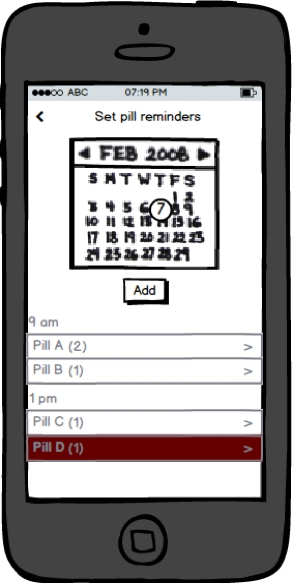 ABC 07:19 PM
< Set pill reminders
FEB 2008
S M T W T F S
1 2
3 4 5 6 7 8 9
10 11 12 13 14 15 16
17 18 19 20 21 22 23
24 25 26 27 28 29
Add
9 am
Pill A (2) >
Pill B (1) >
1 pm
Pill C (1) >
Pill D (1) >